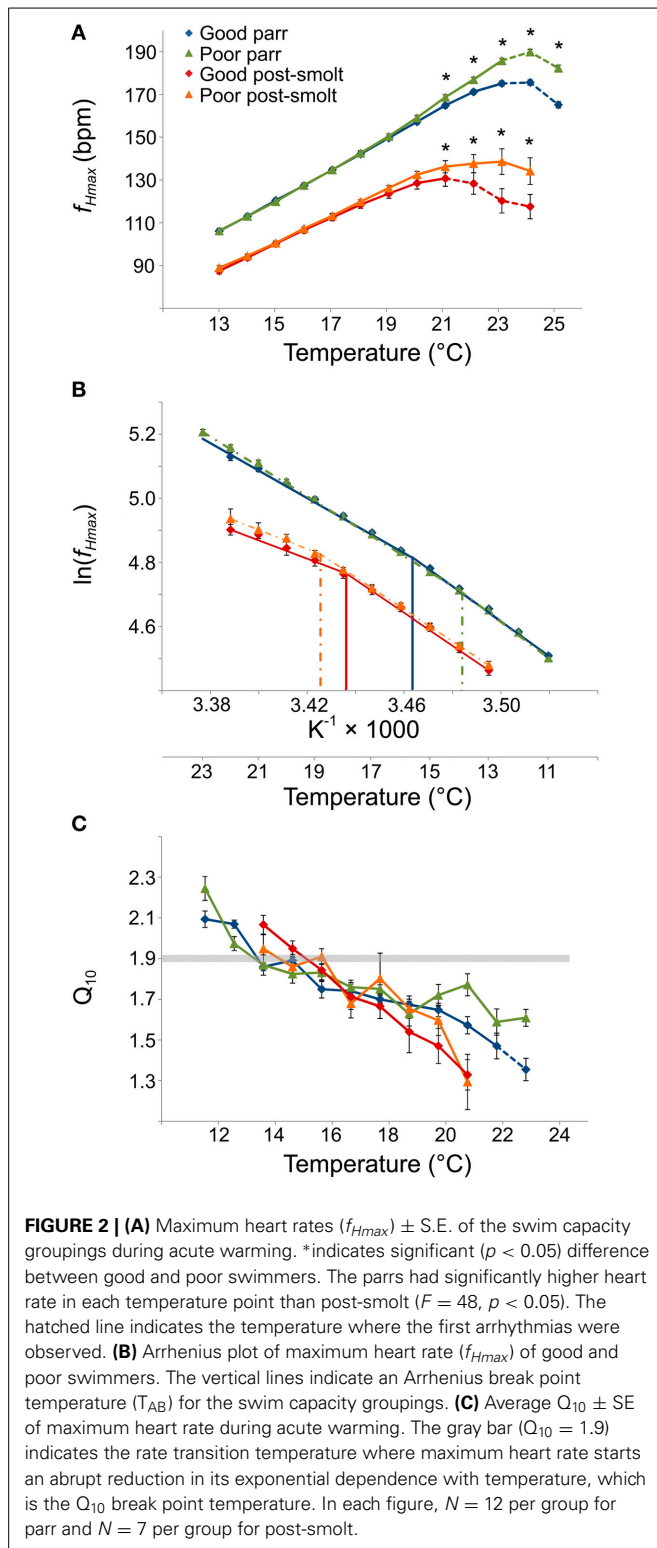 A
Good parr
Poor parr
Good post-smolt
Poor post-smolt
* * * * *
* * * *
190
170
150
130
110
90
f_Hmax (bpm)
13 15 17 19 21 23 25
Temperature (°C)
B
5.2
5.0
4.8
4.6
ln(f_Hmax)
3.38 3.42 3.46 3.50
K⁻¹ × 1000
23 21 19 17 15 13 11
Temperature (°C)
C
2.3
2.1
1.9
1.7
1.5
1.3
Q₁₀
12 14 16 18 20 22 24
Temperature (°C)
FIGURE 2 | (A) Maximum heart rates (f_Hmax) ± S.E. of the swim capacity
groupings during acute warming. *indicates significant (p < 0.05) difference
between good and poor swimmers. The parrs had significantly higher heart
rate in each temperature point than post-smolt (F = 48, p < 0.05). The
hatched line indicates the temperature where the first arrhythmias were
observed. (B) Arrhenius plot of maximum heart rate (f_Hmax) of good and
poor swimmers. The vertical lines indicate an Arrhenius break point
temperature (T_AB) for the swim capacity groupings. (C) Average Q₁₀ ± SE
of maximum heart rate during acute warming. The gray bar (Q₁₀ = 1.9)
indicates the rate transition temperature where maximum heart rate starts
an abrupt reduction in its exponential dependence with temperature, which
is the Q₁₀ break point temperature. In each figure, N = 12 per group for
parr and N = 7 per group for post-smolt.